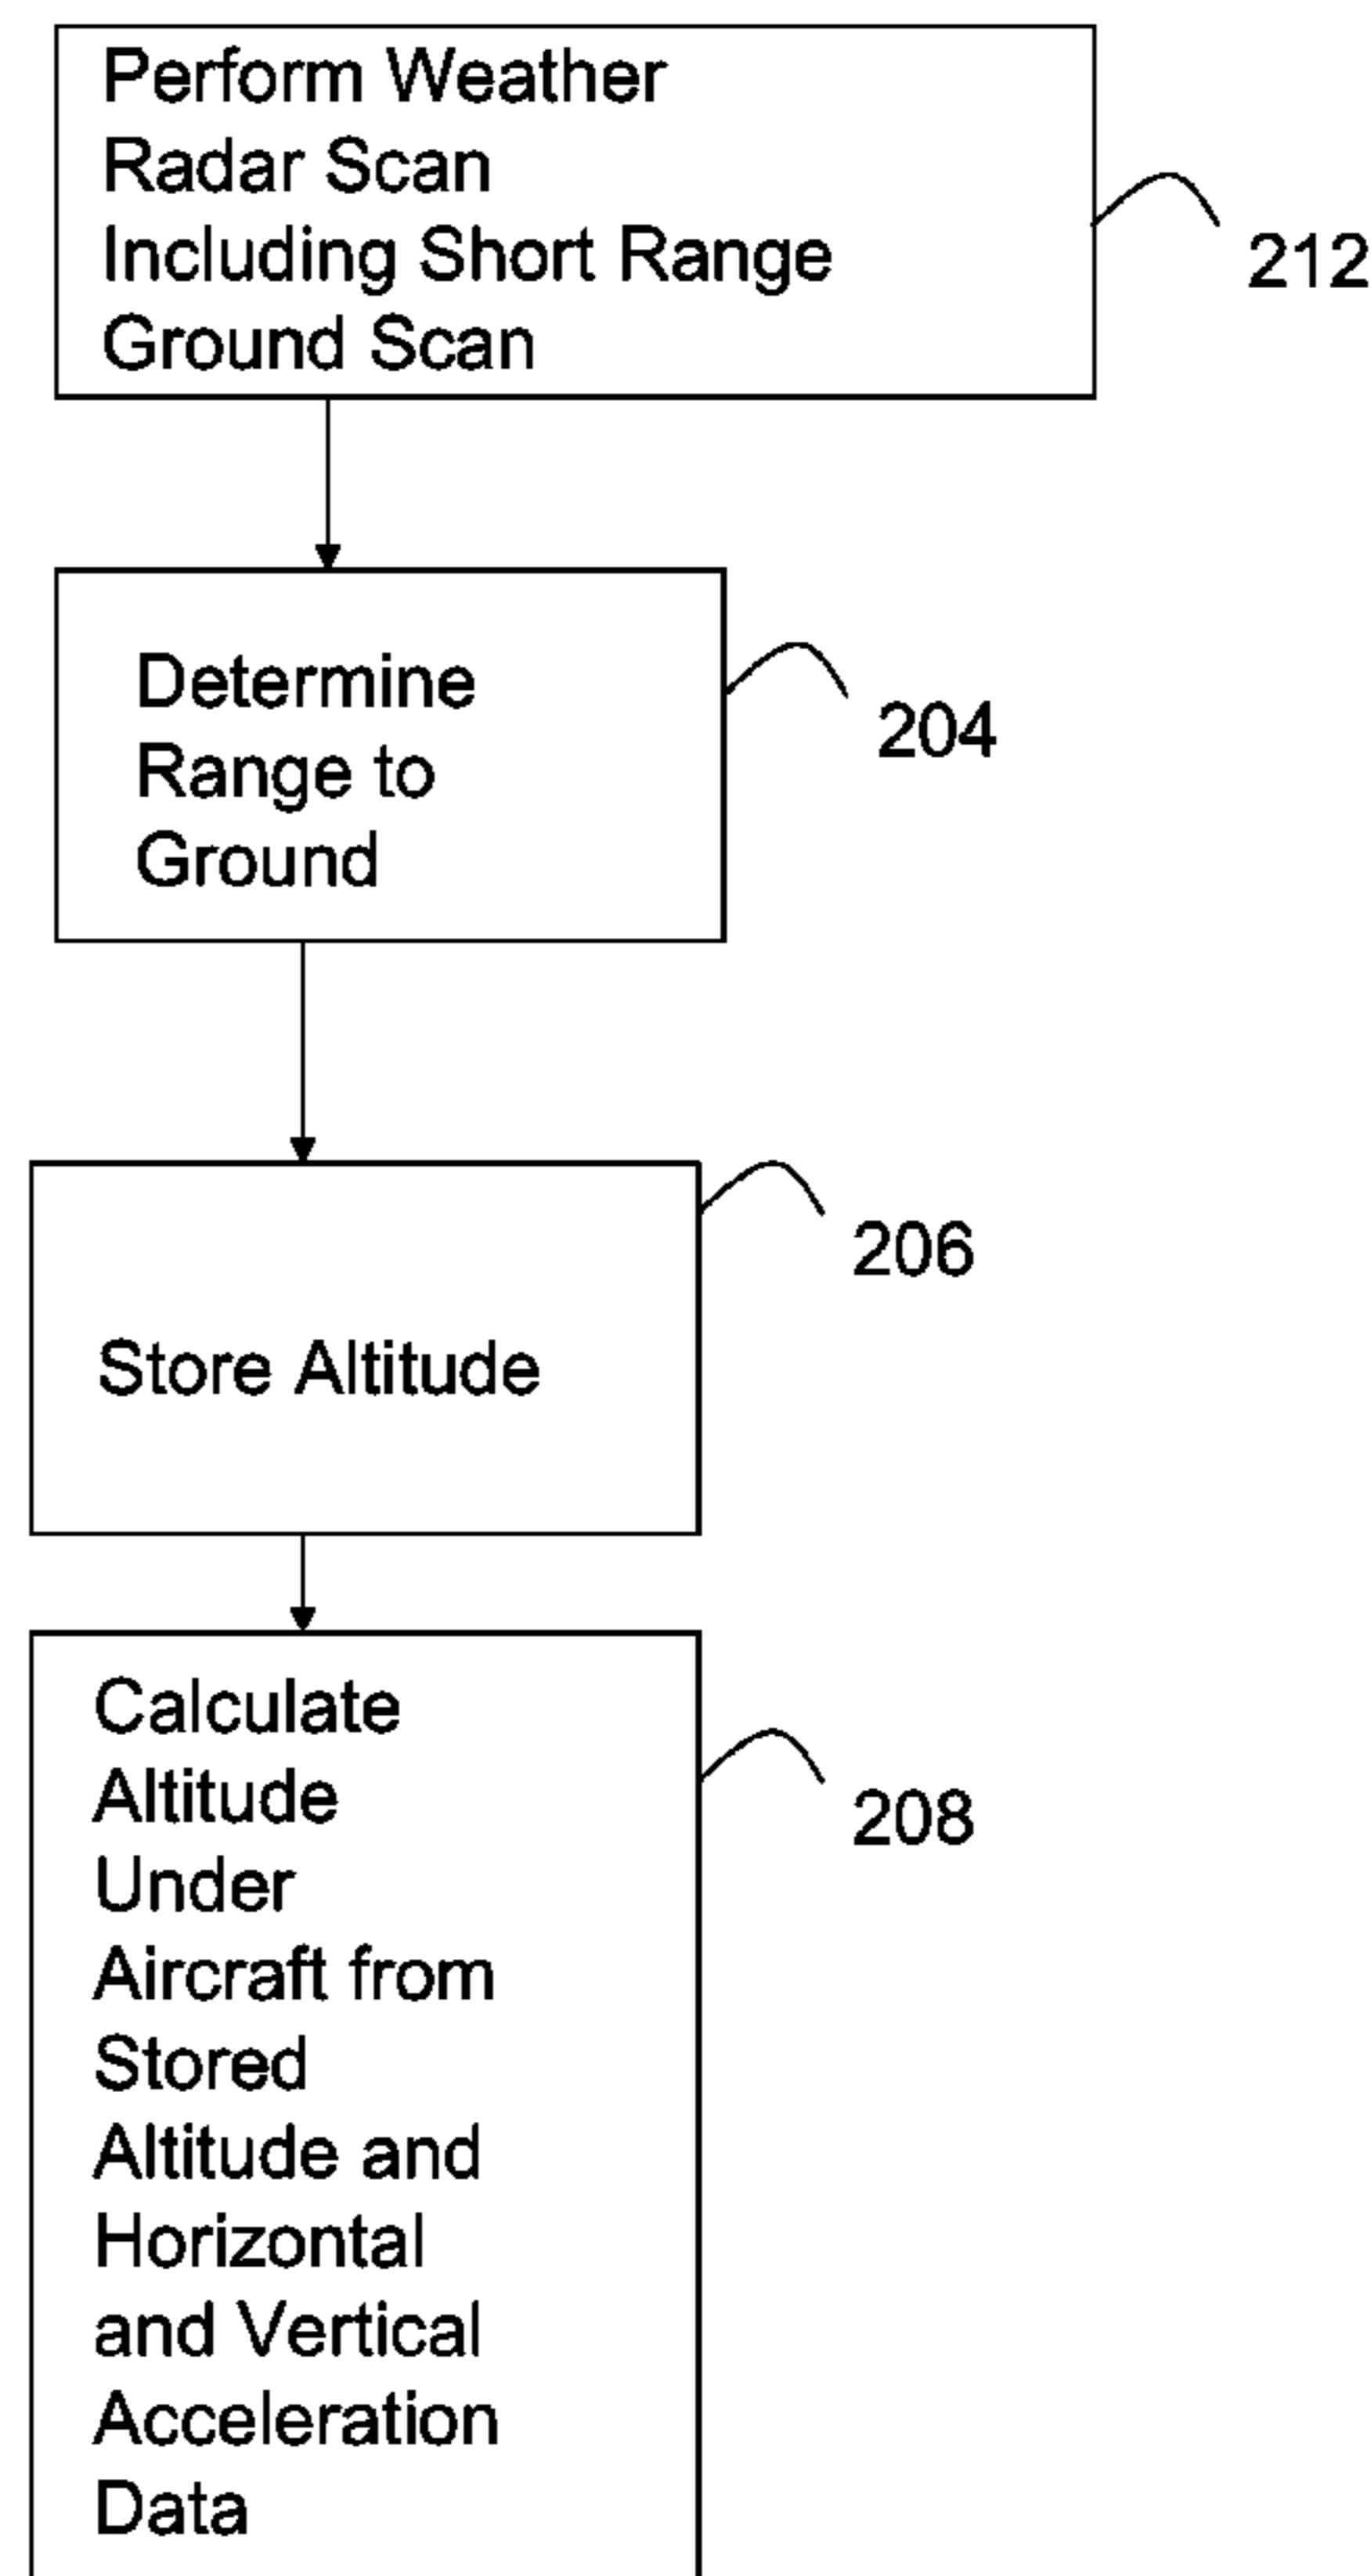 Perform Weather
Radar Scan
Including Short Range
Ground Scan
212
Determine
Range to
Ground
204
206
Store Altitude
Calculate
Altitude
Under
Aircraft from
Stored
Altitude and
Horizontal
and Vertical
Acceleration
Data
208